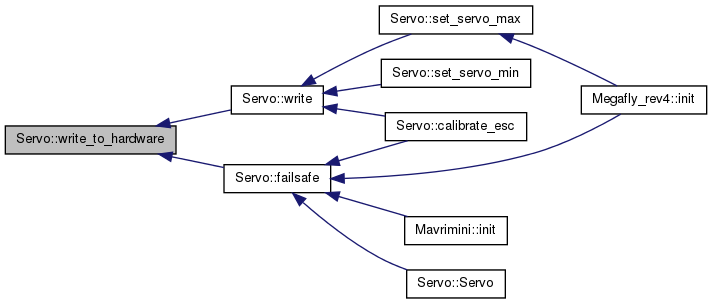 Servo::set_servo_max
Servo::set_servo_min
Servo::write
Megafly_rev4::init
Servo::calibrate_esc
Servo::write_to_hardware
Servo::failsafe
Mavrimini::init
Servo::Servo